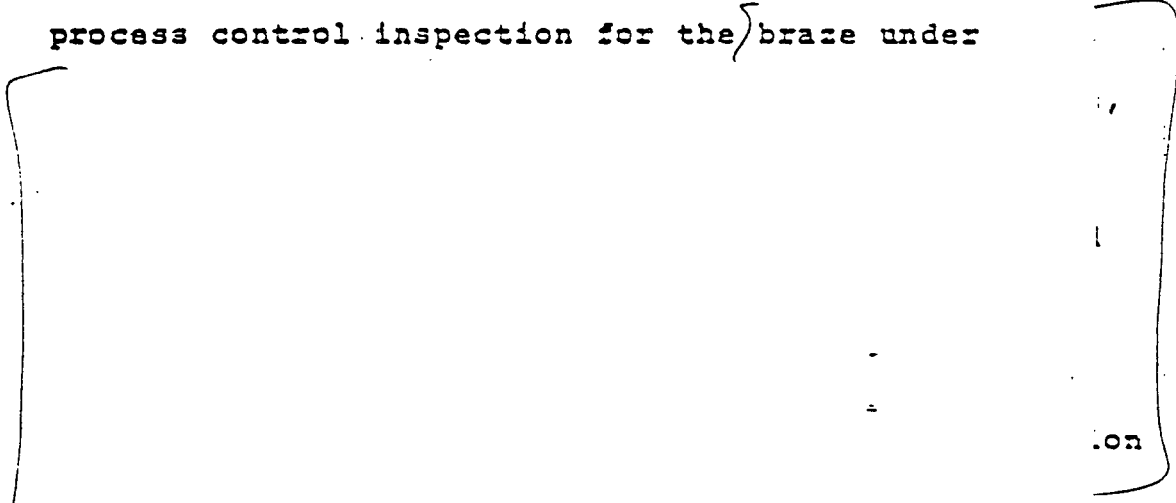 process control inspection for the braze under